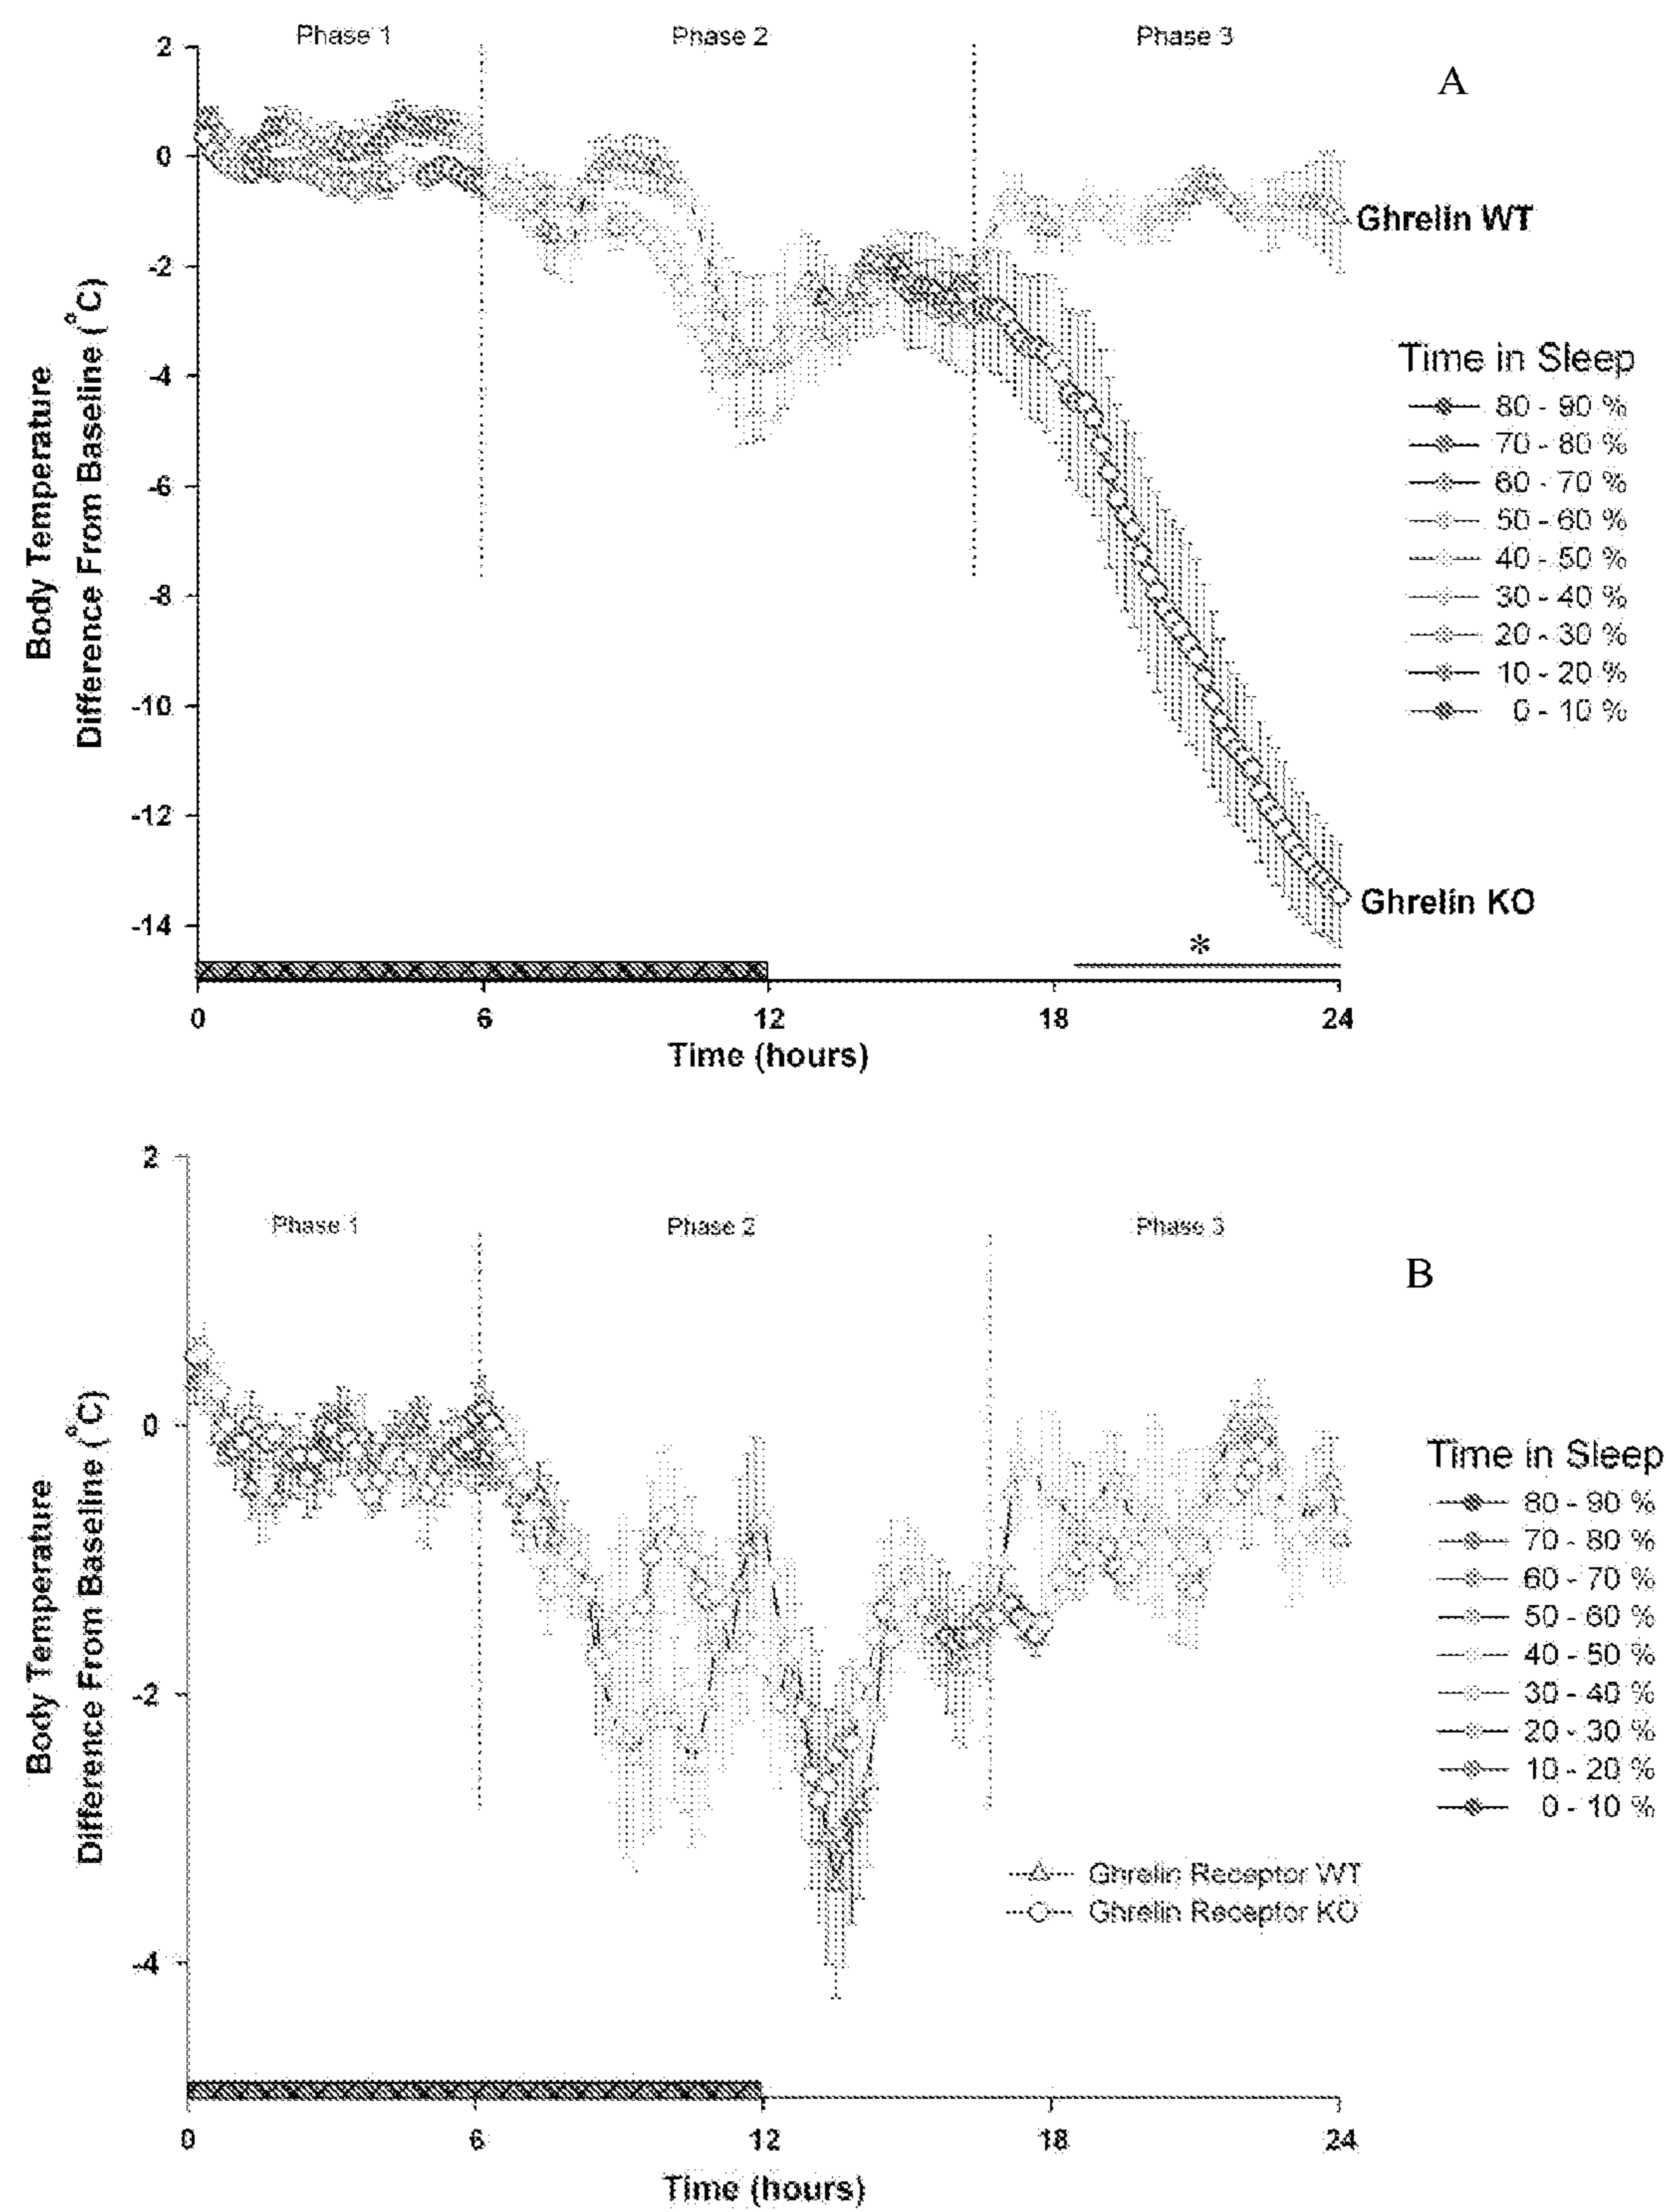 Phase 1 Phase 2 Phase 3
A
2
0
-2
-4
-6
-8
-10
-12
-14
Body Temperature
Difference From Baseline (°C)
Ghrelin WT
Time in Sleep
80 - 90 %
70 - 80 %
60 - 70 %
50 - 60 %
40 - 50 %
30 - 40 %
20 - 30 %
10 - 20 %
0 - 10 %
Ghrelin KO
*
0 6 12 18 24
Time (hours)
2
0
-2
-4
Phase 1 Phase 2 Phase 3
B
Body Temperature
Difference From Baseline (°C)
Time in Sleep
80 - 90 %
70 - 80 %
60 - 70 %
50 - 60 %
40 - 50 %
30 - 40 %
20 - 30 %
10 - 20 %
0 - 10 %
Ghrelin Receptor WT
Ghrelin Receptor KO
0 6 12 18 24
Time (hours)